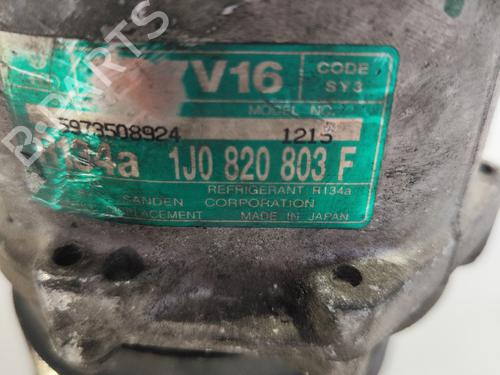 V16
CODE
SY3
MODEL NO.
5973508924 1215
R134a 1J0 820 803 F
REFRIGERANT R134a
SANDEN CORPORATION
MADE IN JAPAN
PARTS